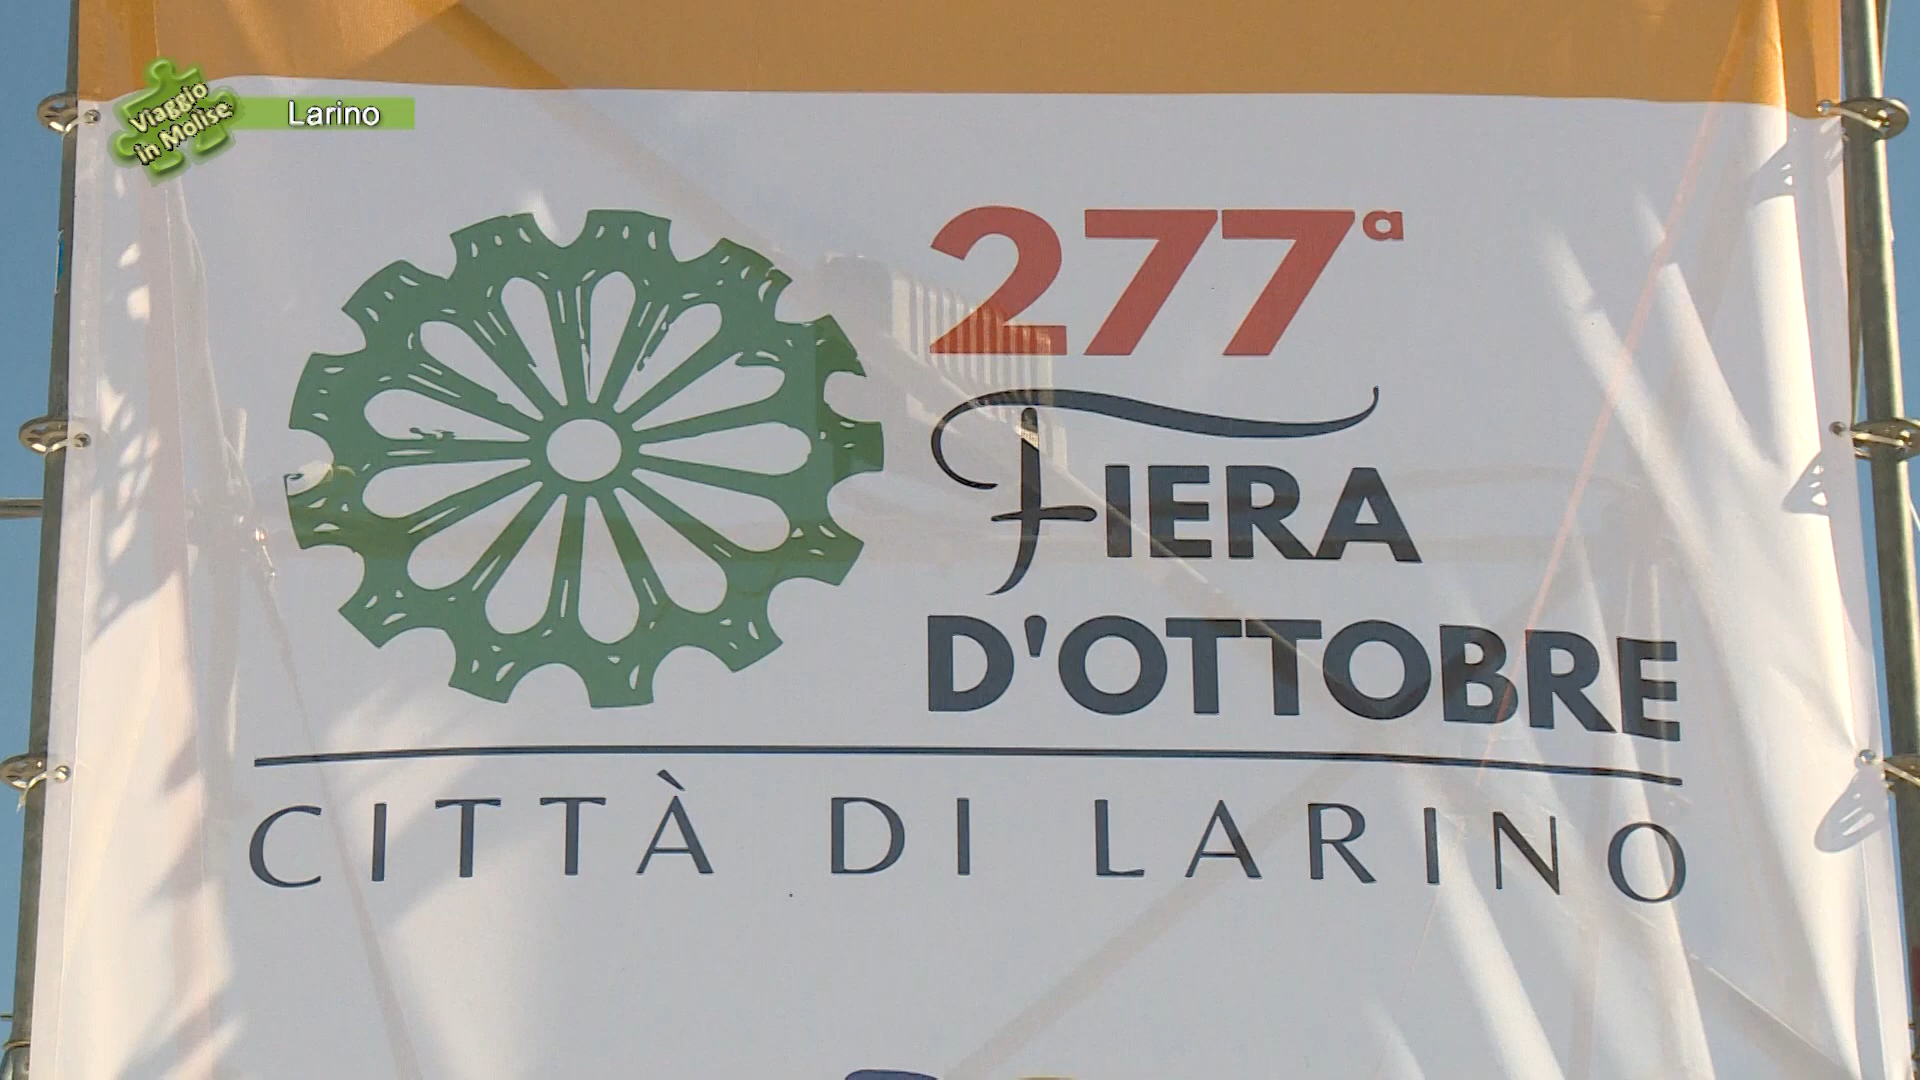 Viaggio
in Molise
Larino
277ª
FIERA
D'OTTOBRE
CITTÀ DI LARINO